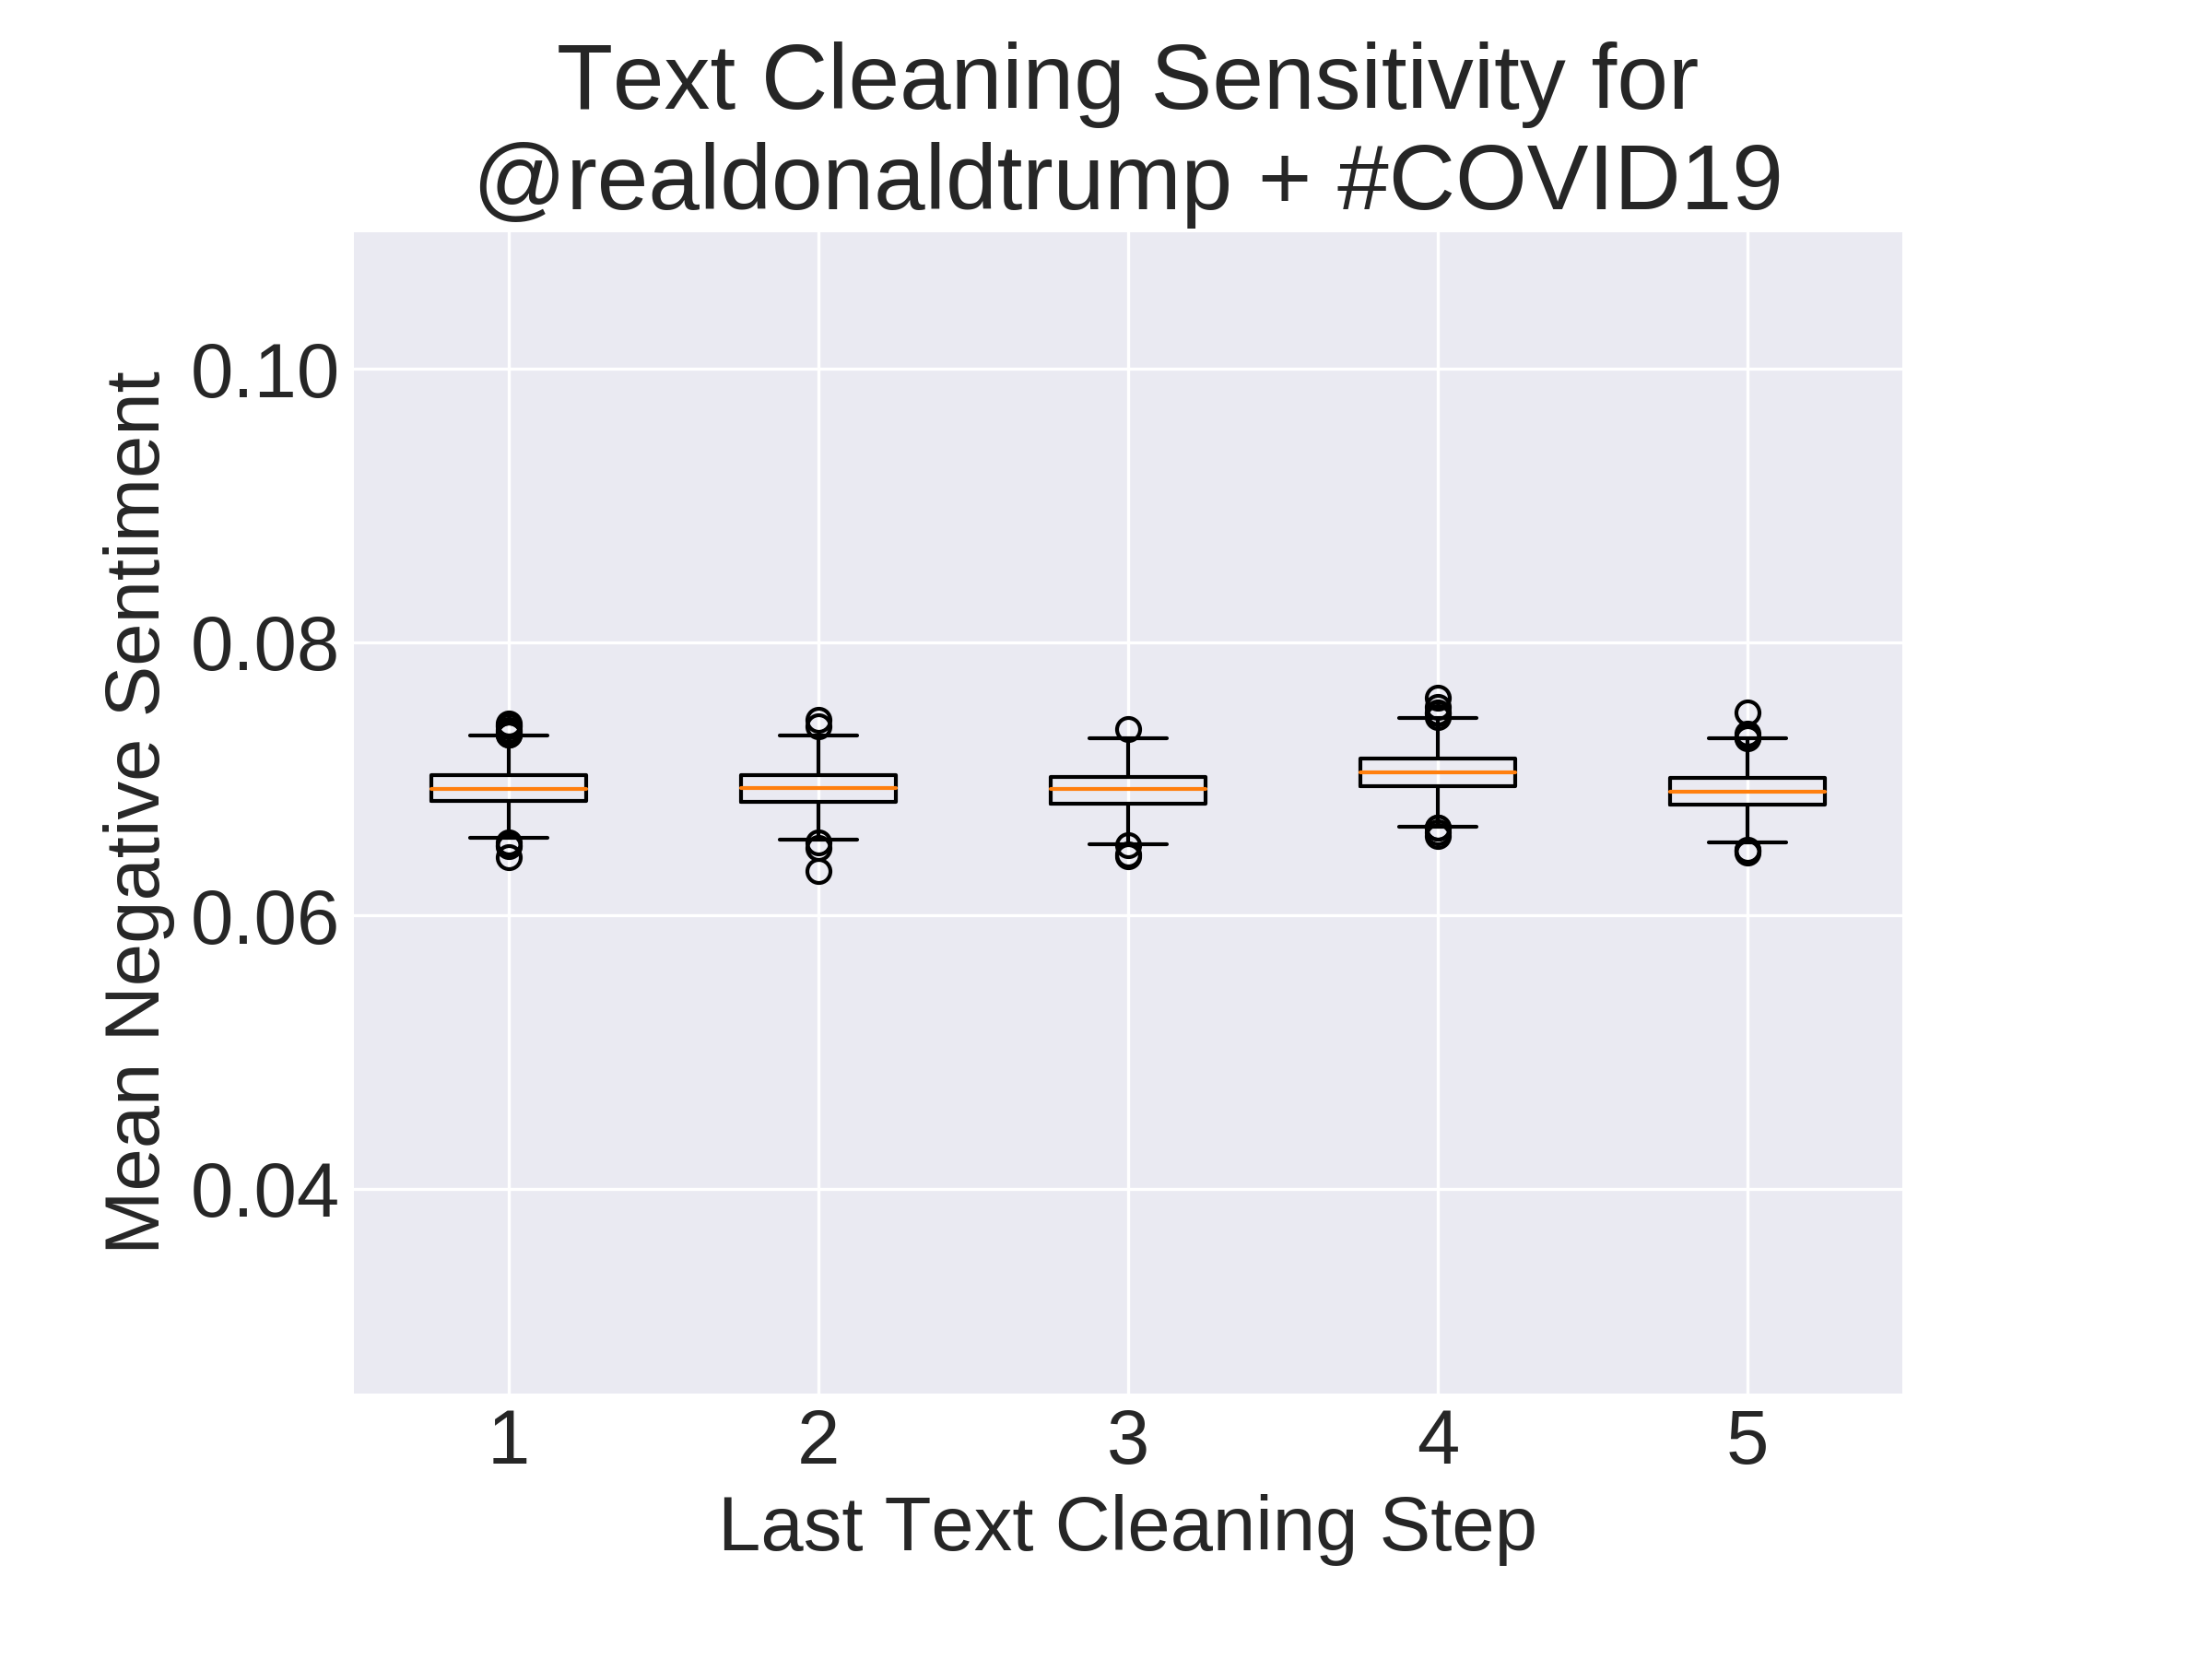 Text Cleaning Sensitivity for
@realdonaldtrump + #COVID19
Mean Negative Sentiment
0.10
0.08
0.06
0.04
1 2 3 4 5
Last Text Cleaning Step